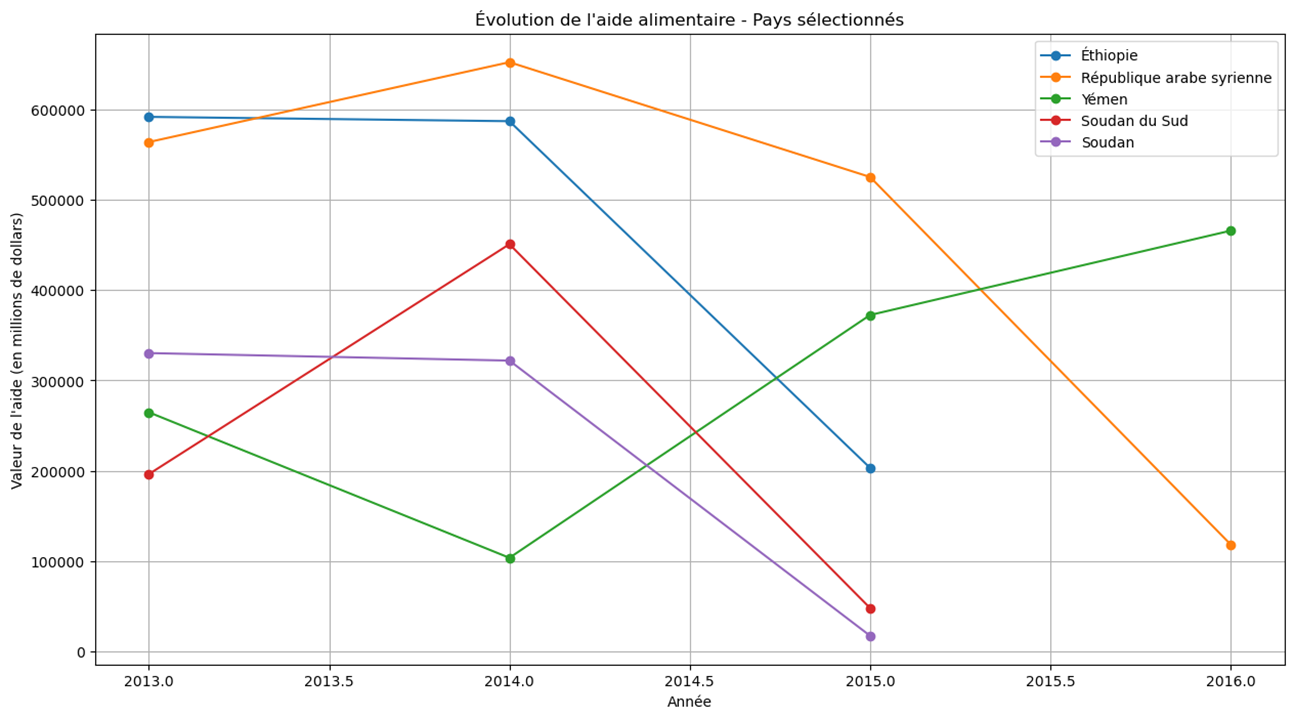 Évolution de l'aide alimentaire - Pays sélectionnés
Éthiopie
République arabe syrienne
Yémen
Soudan du Sud
Soudan
Valeur de l'aide (en millions de dollars)
600000
500000
400000
300000
200000
100000
0
2013.0 2013.5 2014.0 2014.5 2015.0 2015.5 2016.0
Année